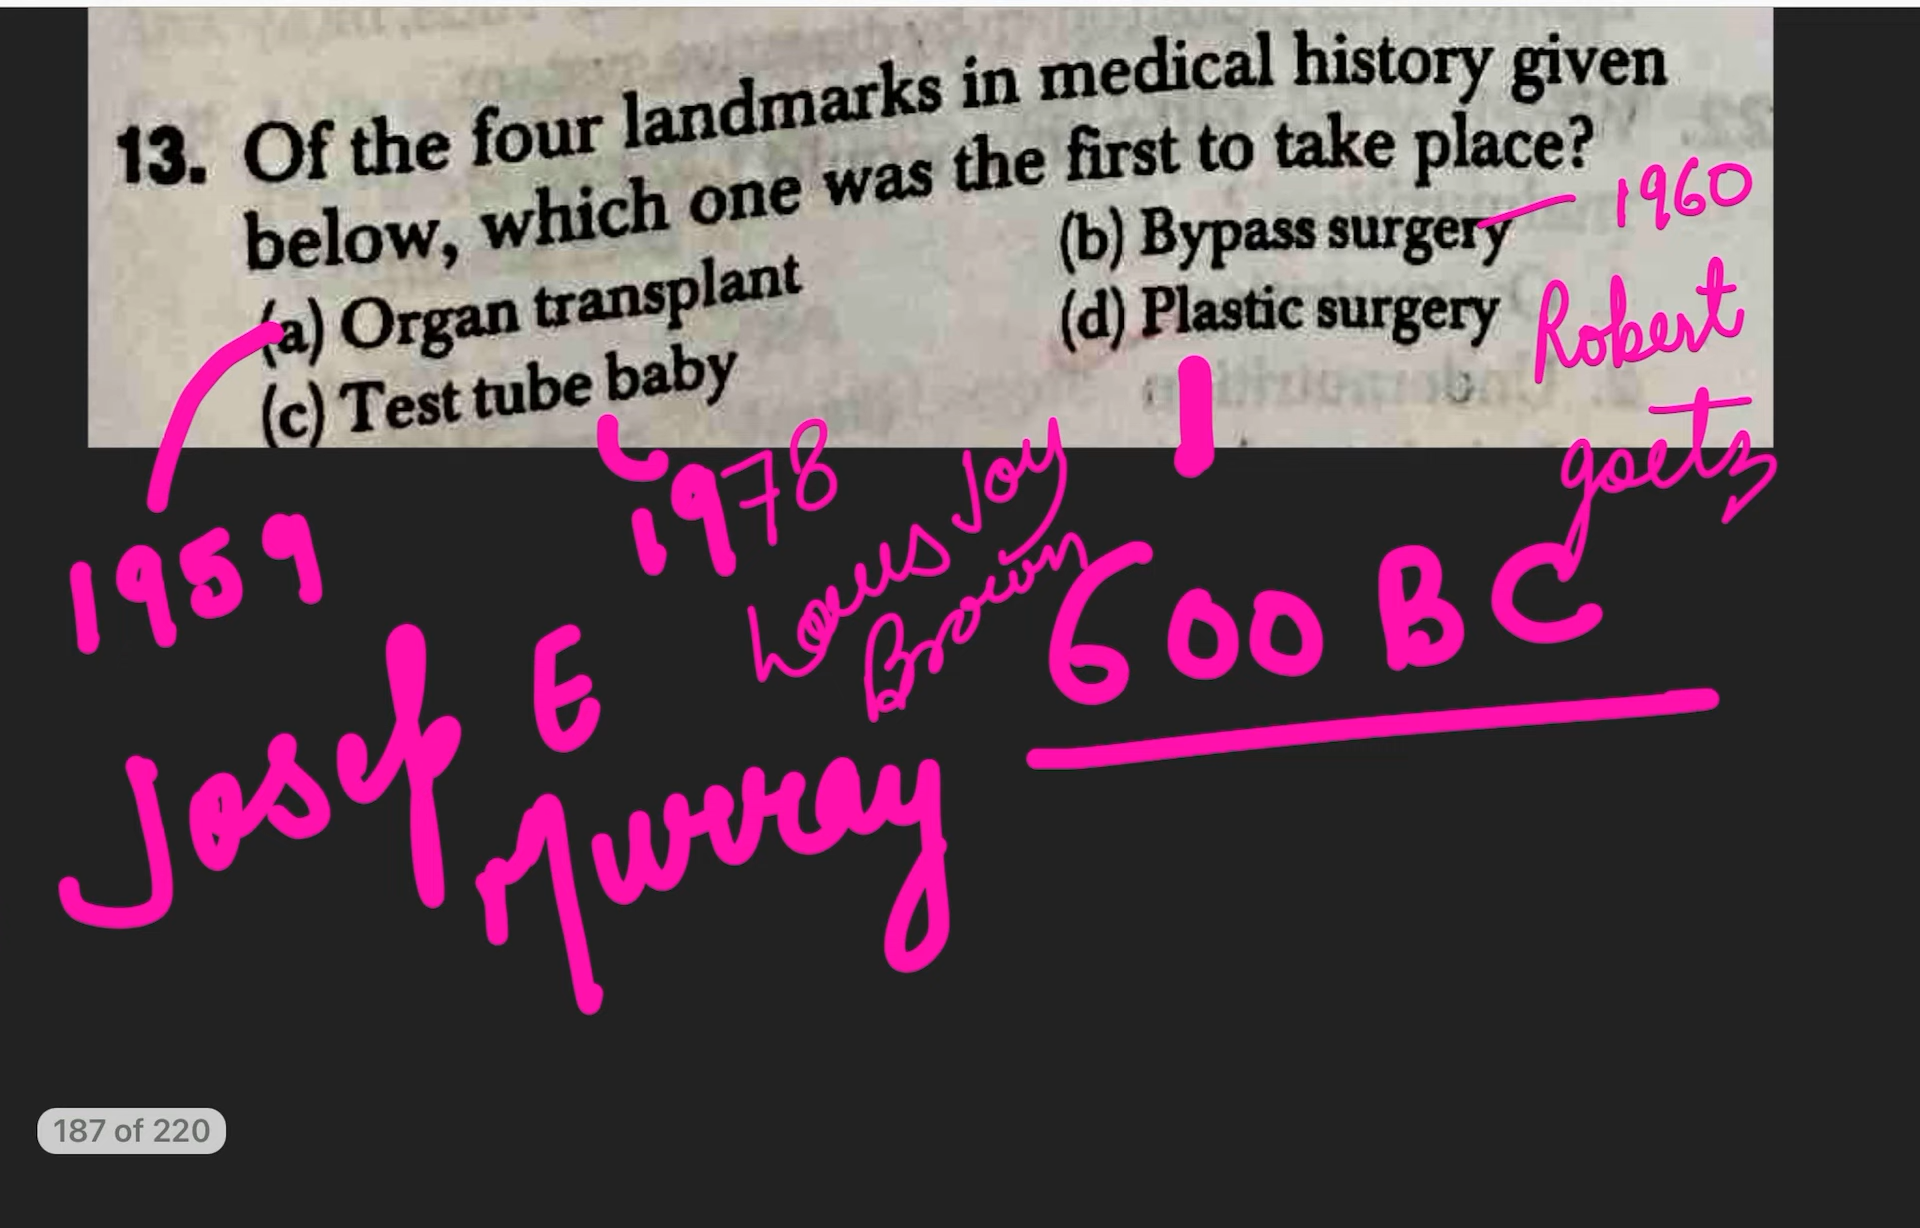 13. Of the four landmarks in medical history given
below, which one was the first to take place?
(a) Organ transplant
(b) Bypass surgery
(c) Test tube baby
(d) Plastic surgery
1960
Robert
goetz
1978
Joy
Brown
1959
600 BC
Josef E
Murray
187 of 220